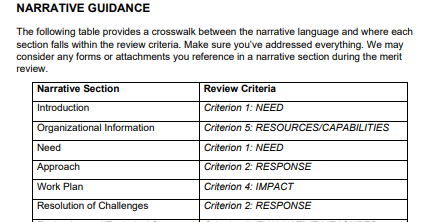 NARRATIVE GUIDANCE
The following table provides a crosswalk between the narrative language and where each
section falls within the review criteria. Make sure you've addressed everything. We may
consider any forms or attachments you reference in a narrative section during the merit
review.
Narrative Section Review Criteria
Introduction Criterion 1: NEED
Organizational Information Criterion 5: RESOURCES/CAPABILITIES
Need Criterion 1: NEED
Approach Criterion 2: RESPONSE
Work Plan Criterion 4: IMPACT
Resolution of Challenges Criterion 2: RESPONSE